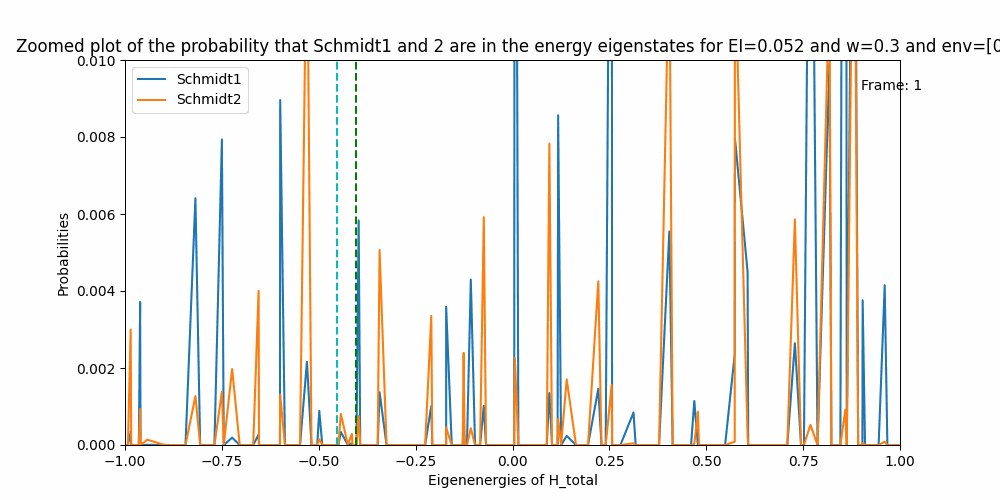 Zoomed plot of the probability that Schmidt1 and 2 are in the energy eigenstates for EI=0.052 and w=0.3 and env=[0
Schmidt1
Schmidt2
Frame: 1
0.010
0.008
0.006
0.004
0.002
0.000
Probabilities
−1.00 −0.75 −0.50 −0.25 0.00 0.25 0.50 0.75 1.00
Eigenenergies of H_total